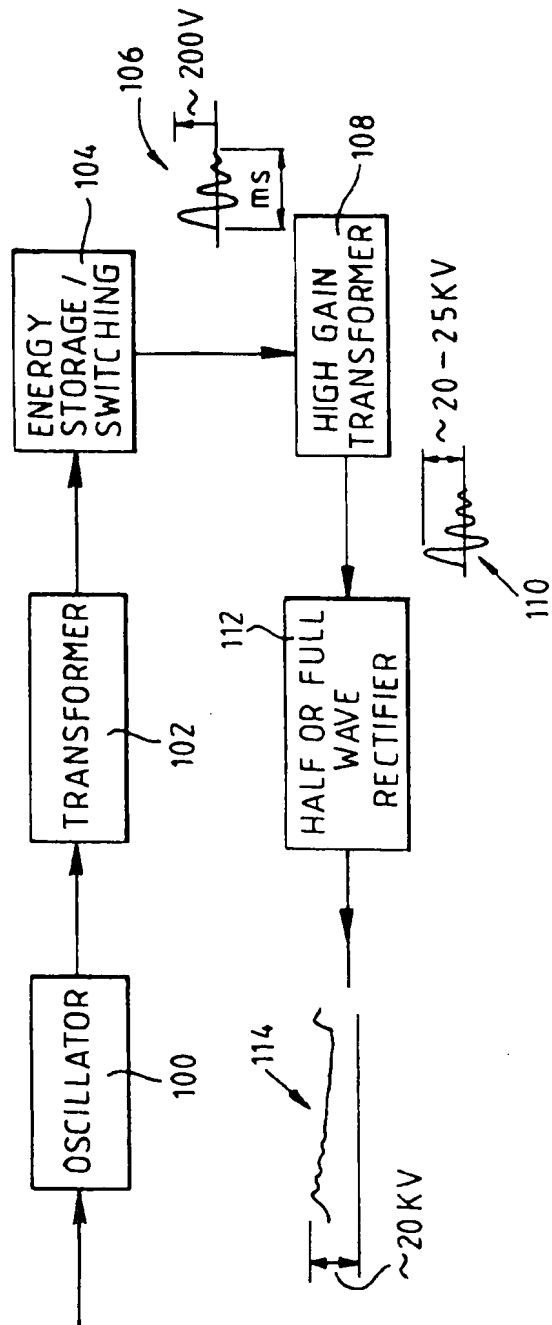 OSCILLATOR
100
TRANSFORMER
102
ENERGY
STORAGE /
SWITCHING
104
106
~ 200V
ms
HIGH GAIN
TRANSFORMER
108
~ 20 - 25KV
110
112
HALF OR FULL
WAVE
RECTIFIER
114
~20KV